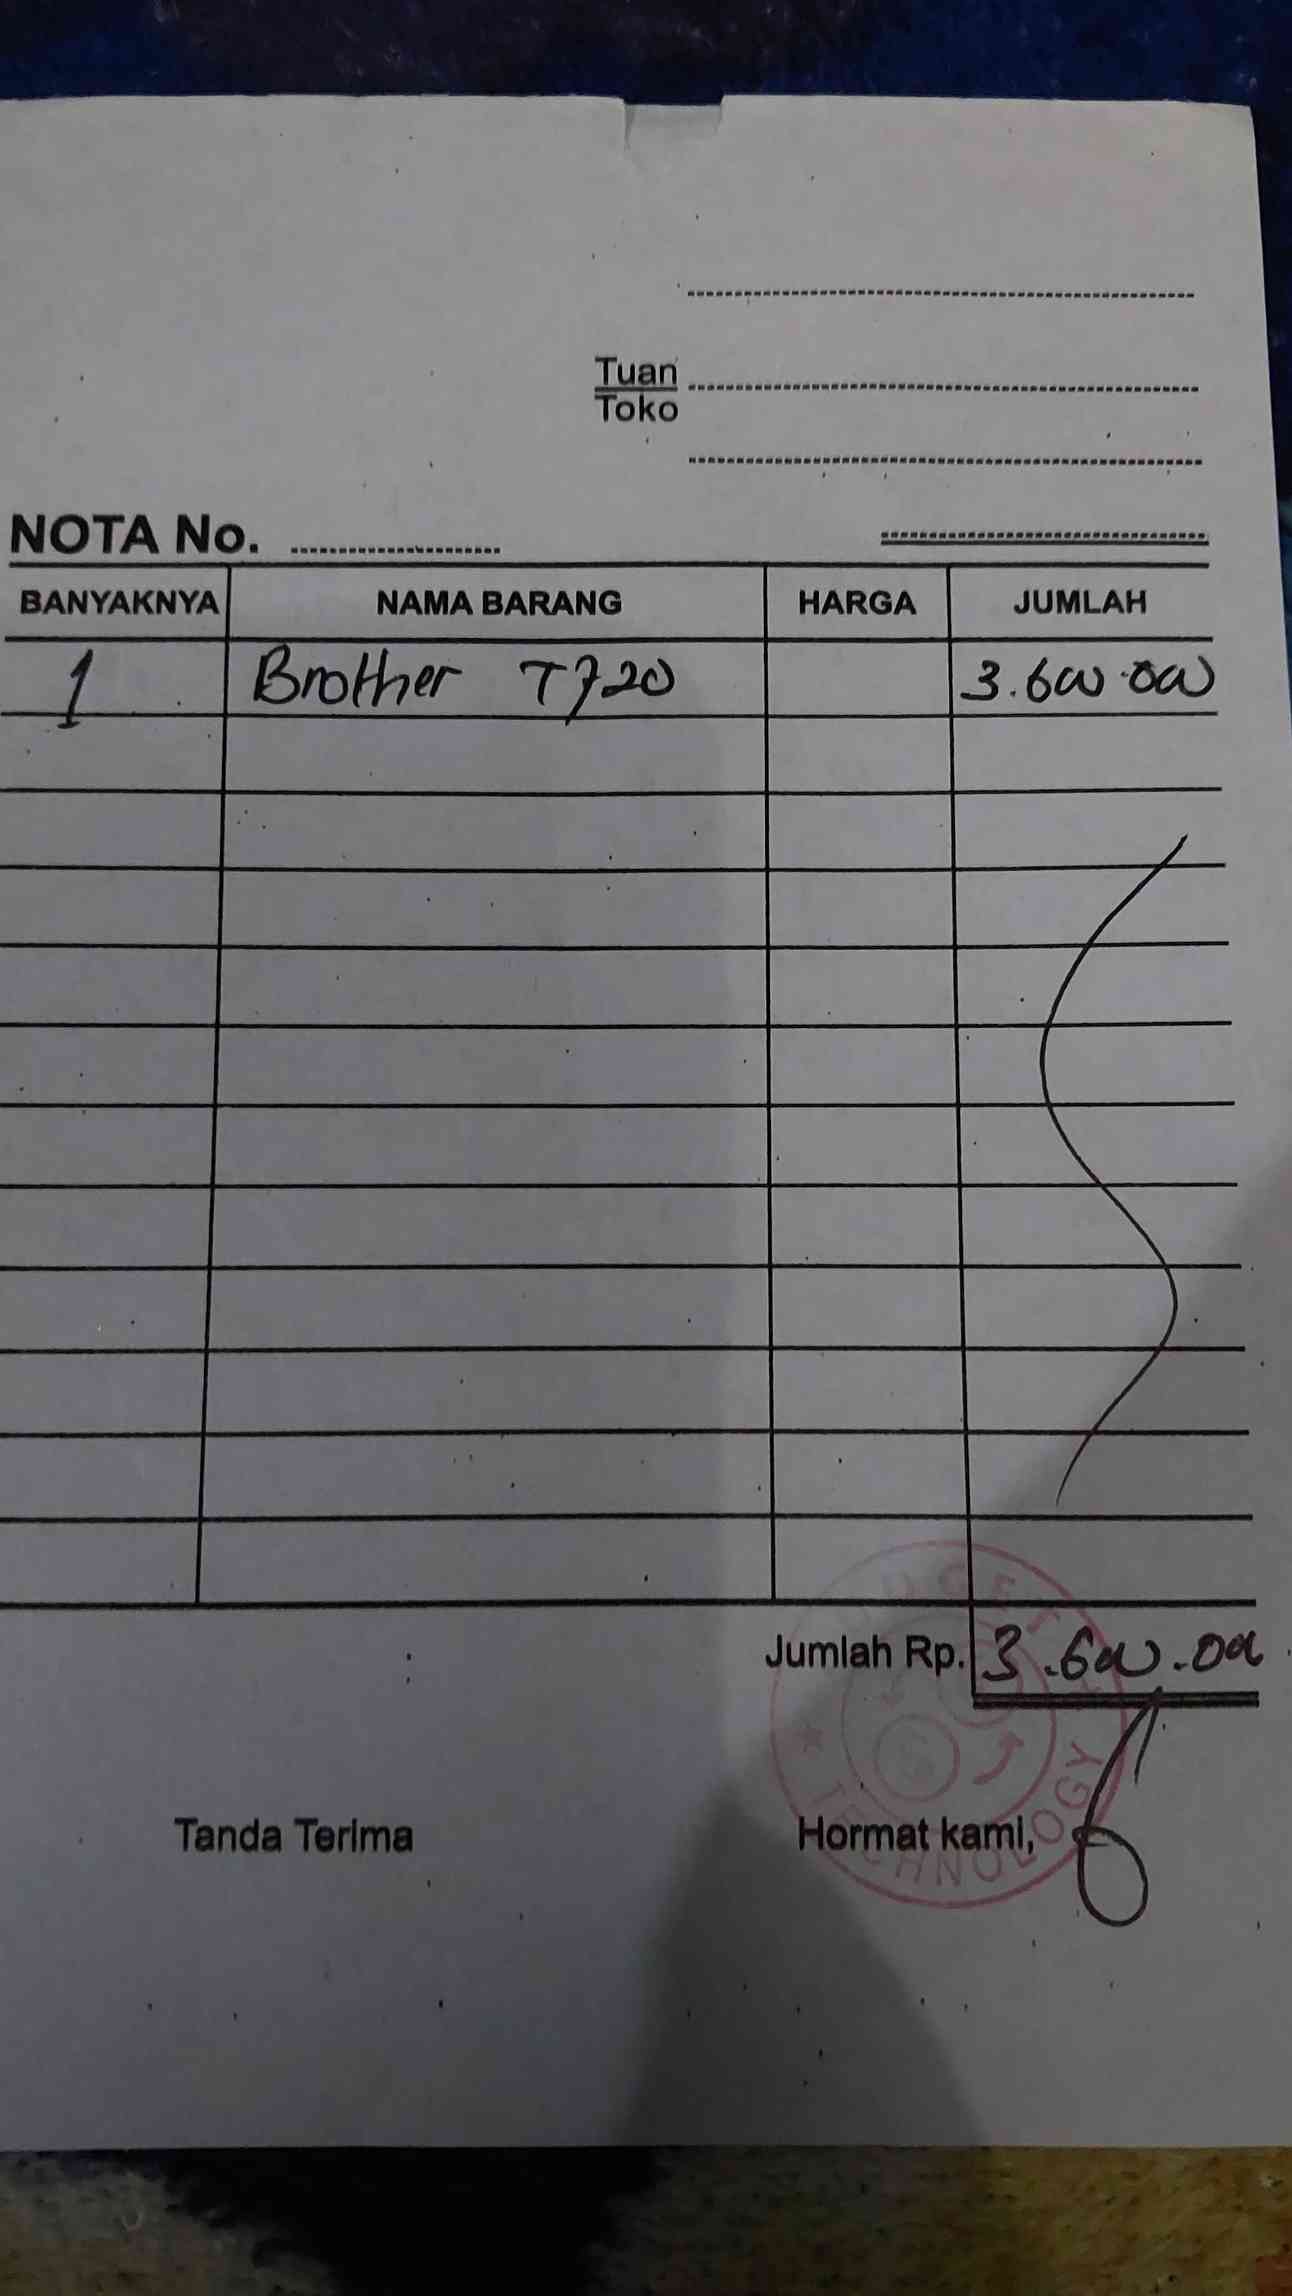 Tuan
Toko
NOTA No.
BANYAKNYA NAMA BARANG HARGA JUMLAH
1 Brother T720 3.600.000
Jumlah Rp. 3.600.000
Tanda Terima Hormat kami,
TECHNOLOGY